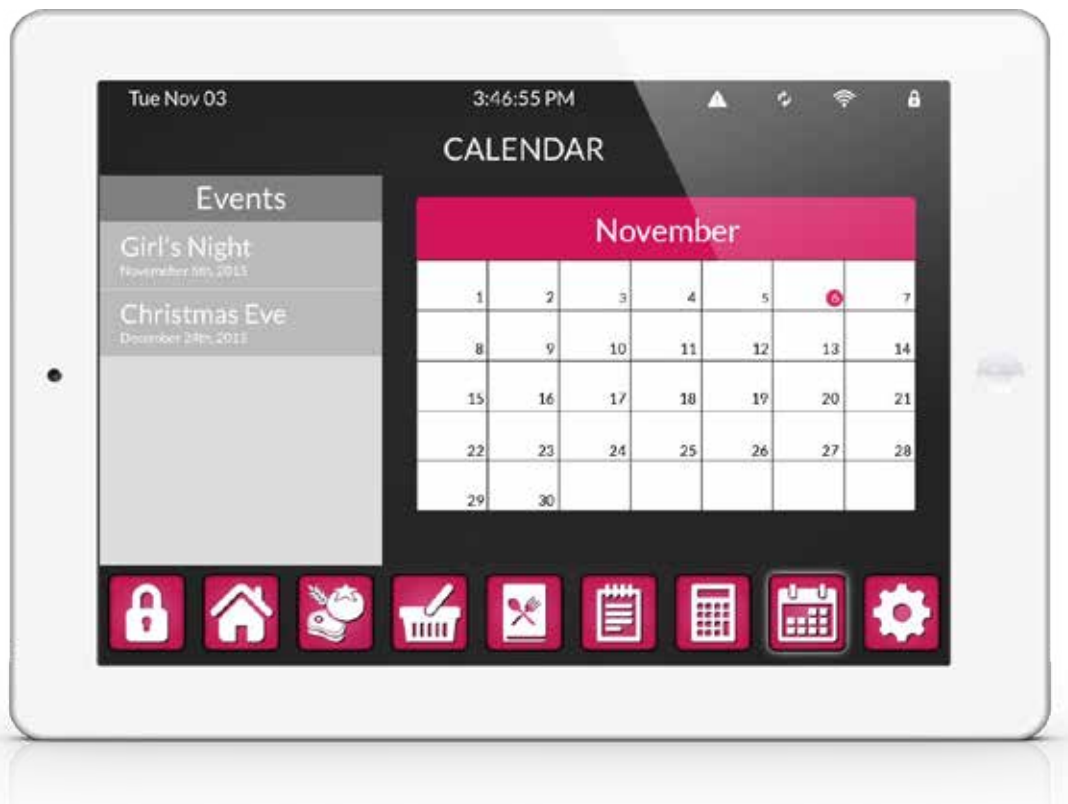 Tue Nov 03
3:46:55 PM
CALENDAR
Events
Girl's Night
Christmas Eve
November
1 2 3 4 5 6 7
8 9 10 11 12 13 14
15 16 17 18 19 20 21
22 23 24 25 26 27 28
29 30